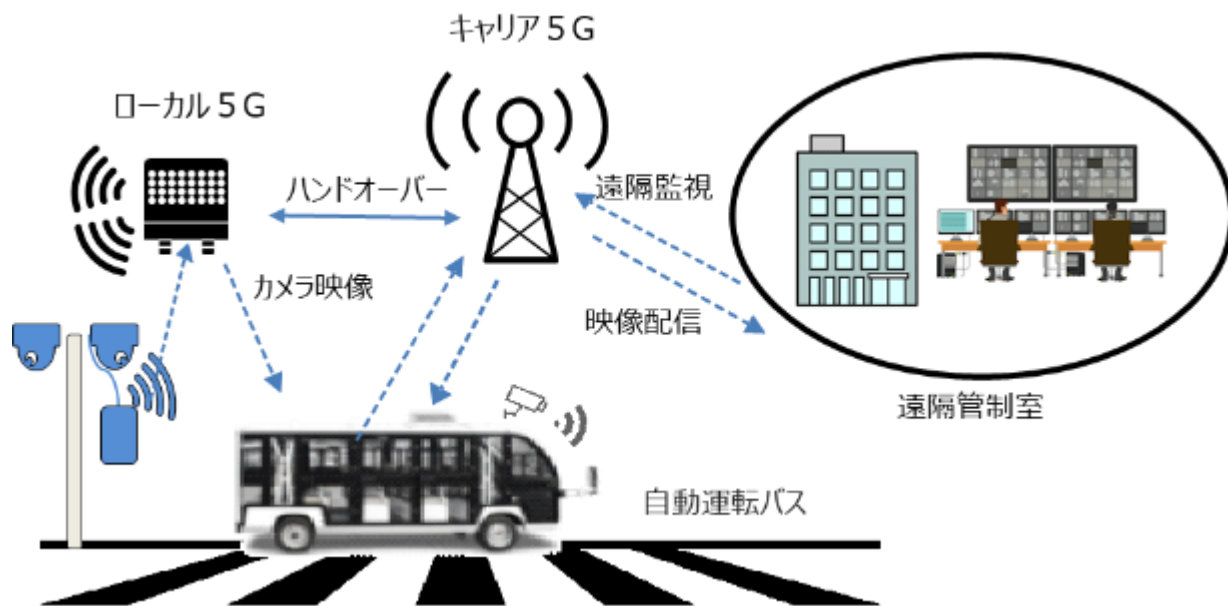 キャリア5G
ローカル5G
ハンドオーバー
遠隔監視
カメラ映像
映像配信
遠隔管制室
自動運転バス